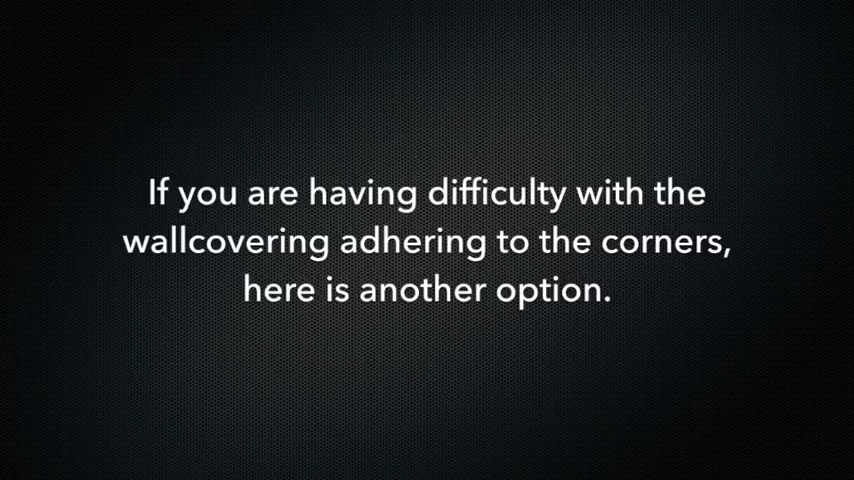 If you are having difficulty with the
wallcovering adhering to the corners,
here is another option.